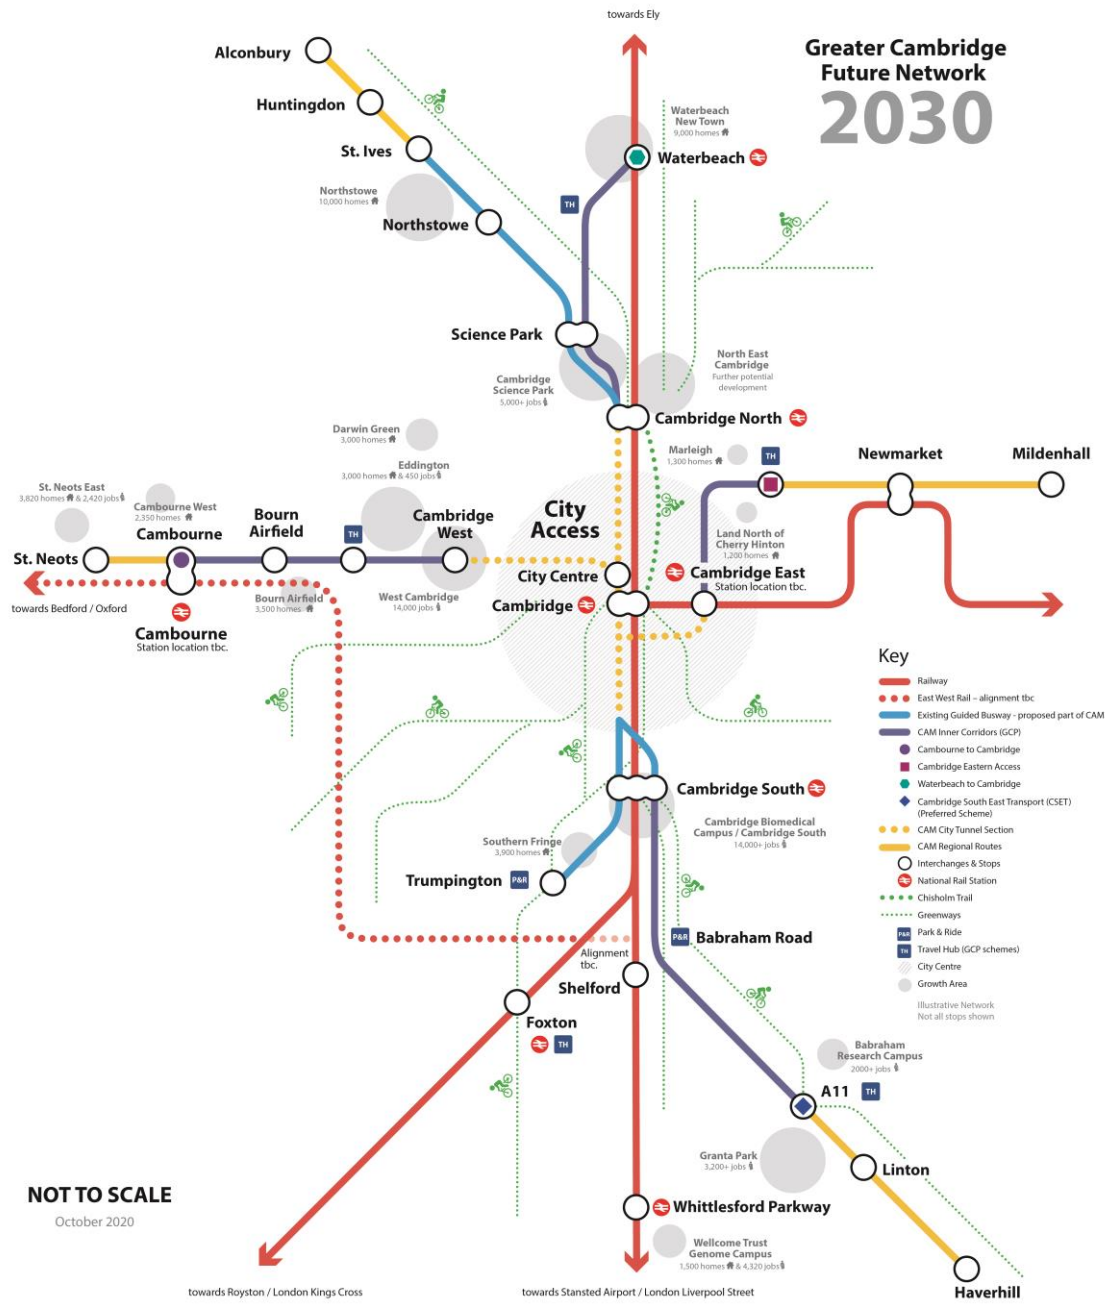 towards Ely
Greater Cambridge
Future Network
2030
Alconbury
Huntingdon
St. Ives
Northstowe
10,000 homes
Northstowe
Waterbeach
New Town
9,000 homes
Waterbeach
TH
Science Park
Cambridge
Science Park
5,000+ jobs
North East
Cambridge
Further potential
development
Cambridge North
Darwin Green
3,000 homes
Eddington
3,000 homes & 450 jobs
Marleigh
1,300 homes
TH
Newmarket
Mildenhall
St. Neots East
3,820 homes & 2,420 jobs
Cambourne West
2,350 homes
Cambourne
Bourn
Airfield
TH
Cambridge
West
City
Access
Land North of
Cherry Hinton
1,200 homes
St. Neots
City Centre
Cambridge East
Station location tbc.
Cambridge
towards Bedford / Oxford
Bourn Airfield
3,500 homes
West Cambridge
14,000 jobs
Cambourne
Station location tbc.
Key
Railway
East West Rail – alignment tbc
Existing Guided Busway - proposed part of CAM
CAM Inner Corridors (GCP)
Cambourne to Cambridge
Cambridge Eastern Access
Waterbeach to Cambridge
Cambridge South East Transport (CSET)
(Preferred Scheme)
CAM City Tunnel Section
CAM Regional Routes
Interchanges & Stops
National Rail Station
Chisholm Trail
Greenways
P&R
Park & Ride
TH
Travel Hub (GCP schemes)
City Centre
Growth Area
Illustrative Network
Not all stops shown
Cambridge South
Cambridge Biomedical
Campus / Cambridge South
14,000+ jobs
Southern Fringe
3,900 homes
Trumpington
P&R
P&R
Babraham Road
Alignment
tbc.
Shelford
Foxton
TH
Babraham
Research Campus
2000+ jobs
A11
TH
Granta Park
3,200+ jobs
Linton
NOT TO SCALE
October 2020
Whittlesford Parkway
Wellcome Trust
Genome Campus
1,500 homes & 4,320 jobs
Haverhill
towards Royston / London Kings Cross
towards Stansted Airport / London Liverpool Street